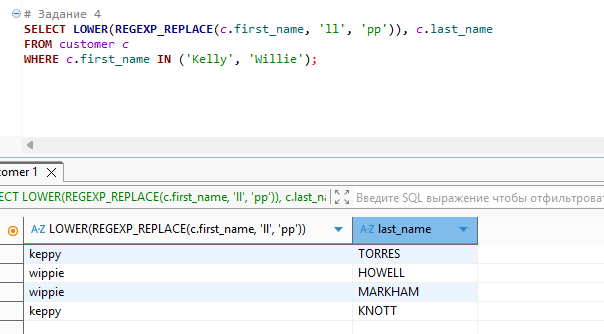 # Задание 4
SELECT LOWER(REGEXP_REPLACE(c.first_name, 'll', 'pp')), c.last_name
FROM customer c
WHERE c.first_name IN ('Kelly', 'Willie');
tomer 1
ECT LOWER(REGEXP_REPLACE(c.first_name, 'll', 'pp')), c.last_na
Введите SQL выражение чтобы отфильтрова
A-Z LOWER(REGEXP_REPLACE(c.first_name, 'll', 'pp')) A-Z last_name
keppy TORRES
wippie HOWELL
wippie MARKHAM
keppy KNOTT